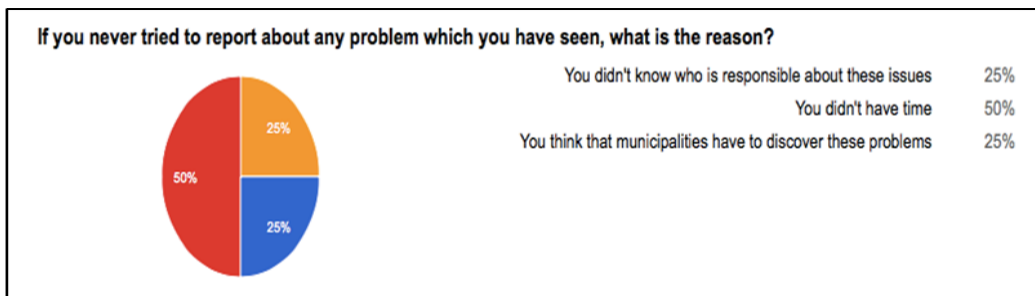 If you never tried to report about any problem which you have seen, what is the reason?
You didn't know who is responsible about these issues 25%
You didn't have time 50%
You think that municipalities have to discover these problems 25%
25%
50%
25%